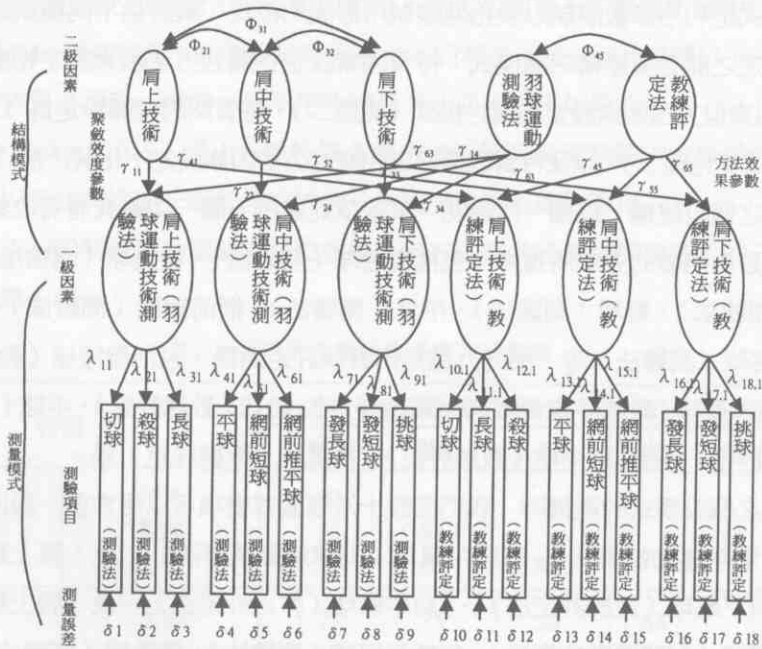 Φ31
Φ21
Φ32
Φ45
二級因素
肩上技術
肩中技術
肩下技術
羽球運動
測驗法
教練評
定法
結構模式
聚斂效度參數
方法效
果參數
γ11
γ42
γ52
γ63
γ14
γ45
γ65
γ24
γ34
γ55
級因素
肩上技術 羽
球運動技術測
驗法
肩中技術 羽
球運動技術測
驗法
肩下技術 羽
球運動技術測
驗法
肩上技術 教
練評定法
肩中技術 教
練評定法
肩下技術 教
練評定法
λ11
λ21
λ31
λ41
λ51
λ61
λ71
λ81
λ91
λ10,1
λ11,1
λ12,1
λ13,1
λ14,1
λ15,1
λ16,1
λ18,1
測量模式
測驗項目
切球(測驗法)
殺球(測驗法)
長球(測驗法)
平球(測驗法)
網前短球(測驗法)
網前推平球(測驗法)
發長球(測驗法)
發短球(測驗法)
挑球(測驗法)
切球(教練評定)
長球(教練評定)
殺球(教練評定)
平球(教練評定)
網前短球(教練評定)
網前推平球(教練評定)
發長球(教練評定)
發短球(教練評定)
挑球(教練評定)
測量誤差
δ1
δ2
δ3
δ4
δ5
δ6
δ7
δ8
δ9
δ10
δ11
δ12
δ13
δ14
δ15
δ16
δ17
δ18